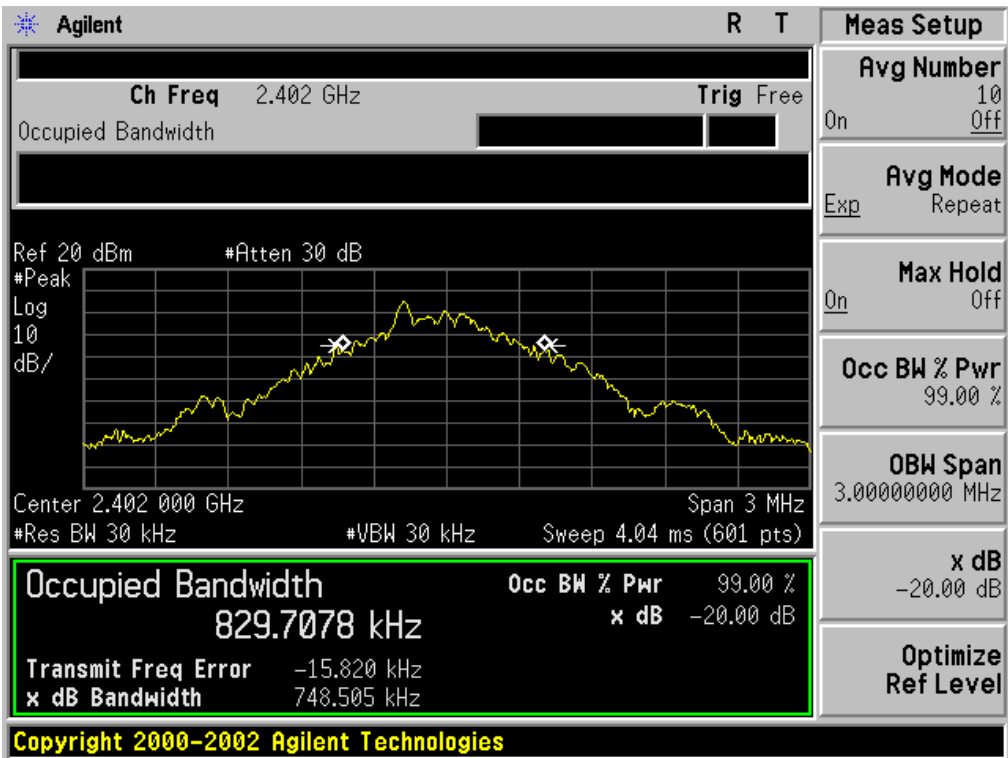 Agilent R T
Ch Freq 2.402 GHz Trig Free
Occupied Bandwidth
Ref 20 dBm #Atten 30 dB
#Peak
Log
10
dB/
Center 2.402 000 GHz Span 3 MHz
#Res BW 30 kHz #VBW 30 kHz Sweep 4.04 ms (601 pts)
Occupied Bandwidth Occ BW % Pwr 99.00 %
829.7078 kHz x dB -20.00 dB
Transmit Freq Error -15.820 kHz
x dB Bandwidth 748.505 kHz
Copyright 2000-2002 Agilent Technologies
Meas Setup
Avg Number
10
On Off
Avg Mode
Exp Repeat
Max Hold
On Off
Occ BW % Pwr
99.00 %
OBW Span
3.00000000 MHz
x dB
-20.00 dB
Optimize
Ref Level